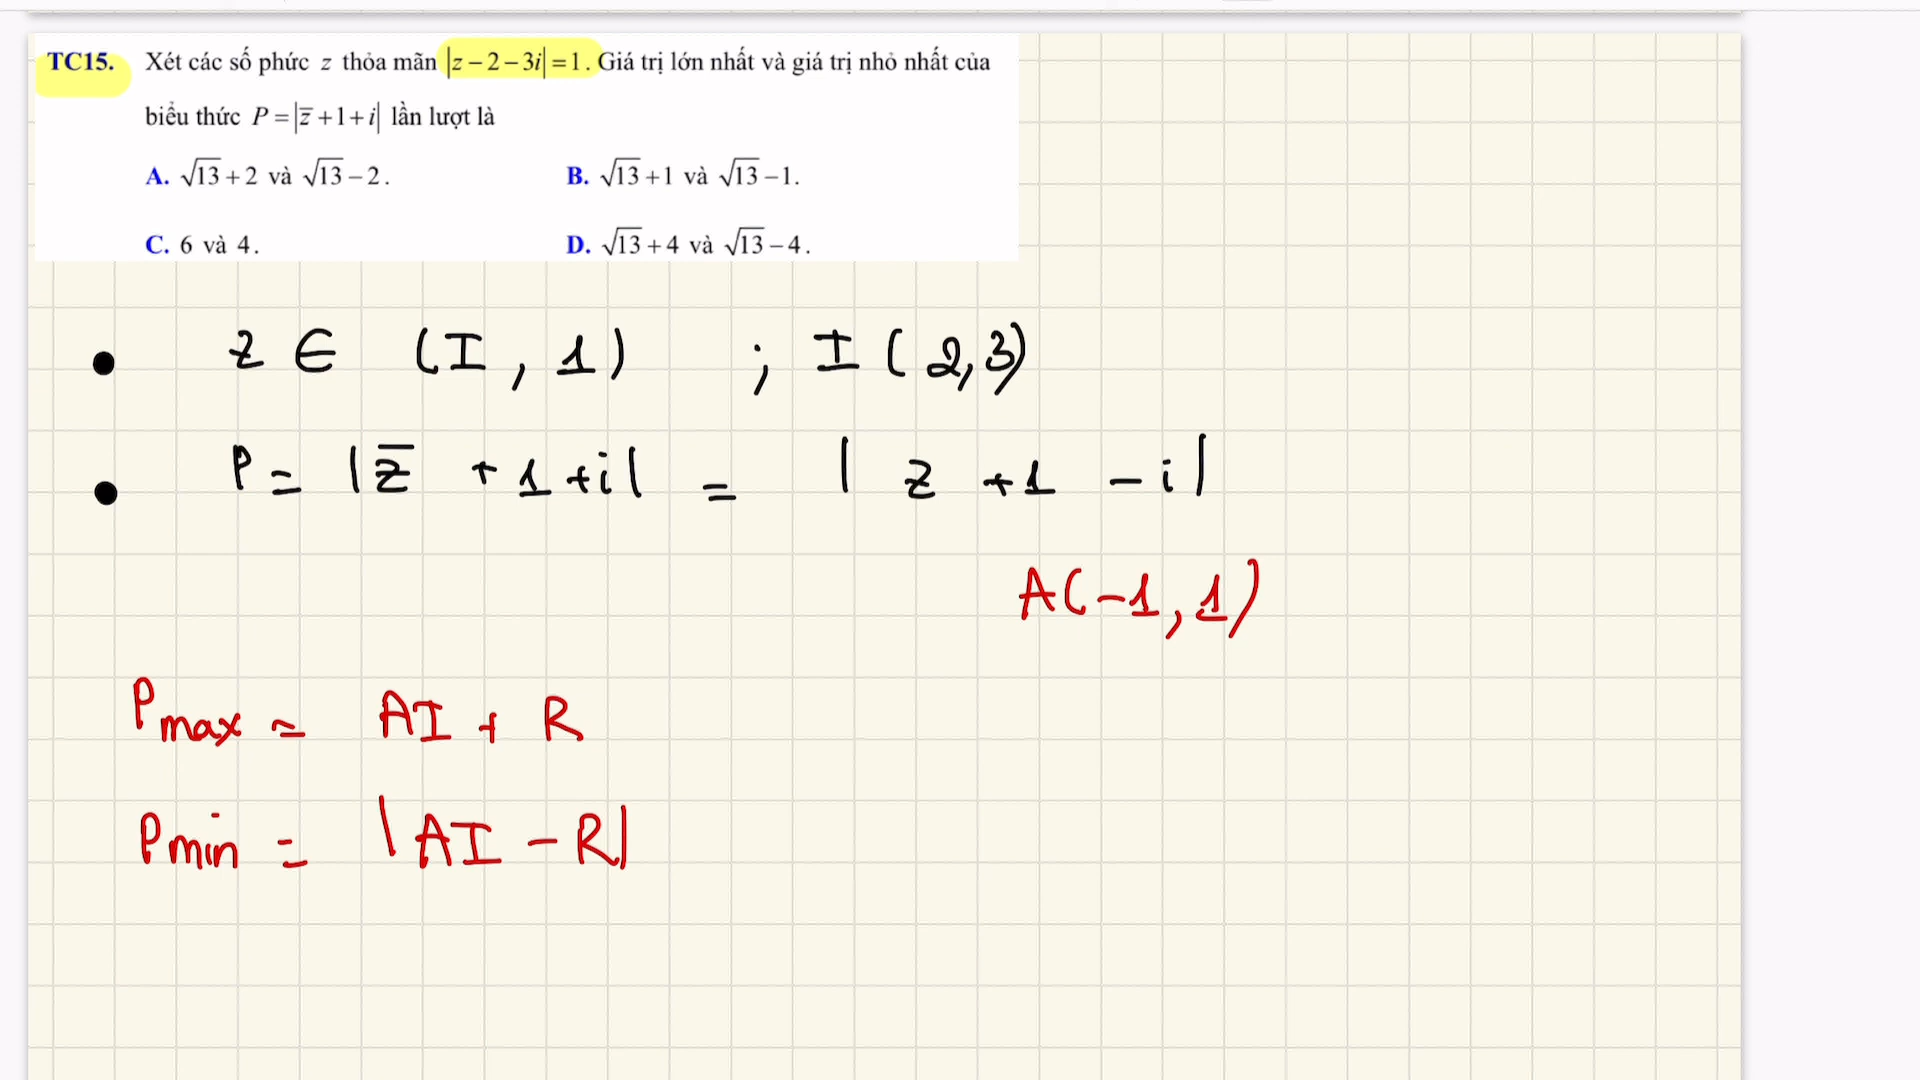 TC15. Xét các số phức z thỏa mãn |z − 2 − 3i| = 1. Giá trị lớn nhất và giá trị nhỏ nhất của
biểu thức P = |z̅ + 1 + i| lần lượt là
A. √13 + 2 và √13 − 2. B. √13 + 1 và √13 − 1.
C. 6 và 4. D. √13 + 4 và √13 − 4.
z ∈ (I, 1) ; I(2,3)
P = |z̅ + 1 + i| = |z + 1 − i|
A(−1, 1)
Pmax = AI + R
Pmin = |AI − R|